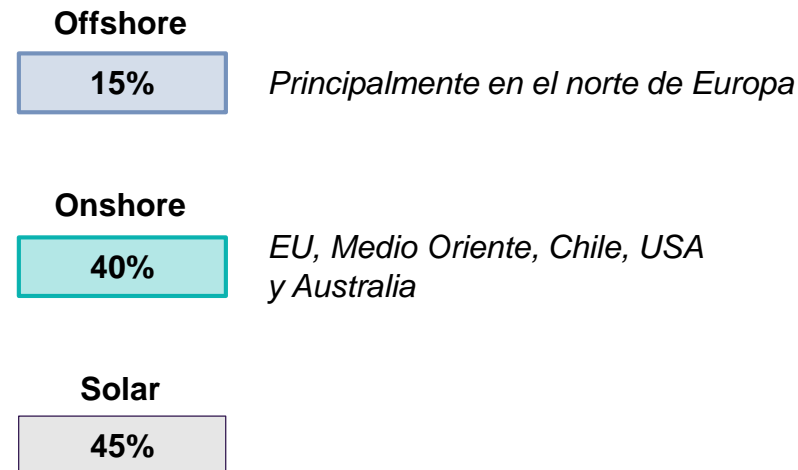 Offshore
15%
Principalmente en el norte de Europa
Onshore
40%
EU, Medio Oriente, Chile, USA
y Australia
Solar
45%